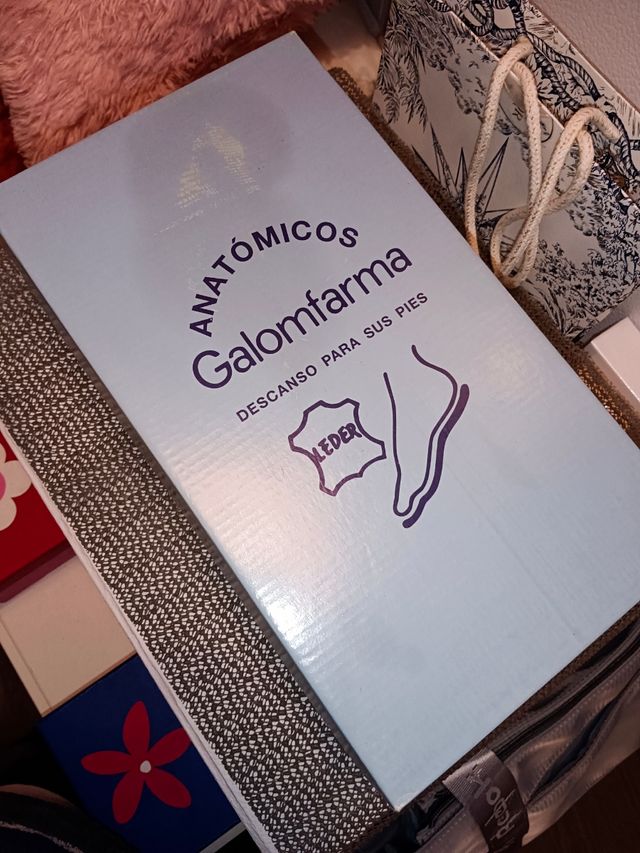 ANATÓMICOS
Galomfarma
DESCANSO PARA SUS PIES
LEDER